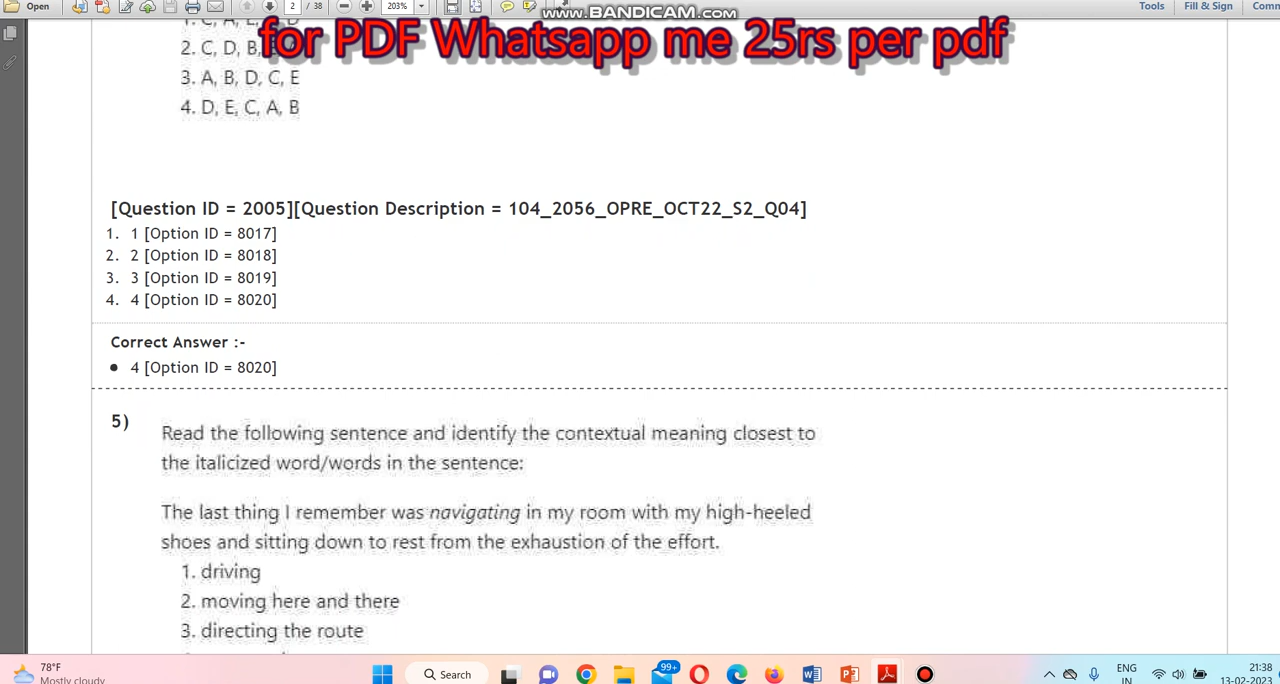 Open
2 / 38
203%
Tools
Fill & Sign
Comm
www.BANDICAM.com
for PDF Whatsapp me 25rs per pdf
2. C, D, B,
3. A, B, D, C, E
4. D, E, C, A, B
[Question ID = 2005][Question Description = 104_2056_OPRE_OCT22_S2_Q04]
1. 1 [Option ID = 8017]
2. 2 [Option ID = 8018]
3. 3 [Option ID = 8019]
4. 4 [Option ID = 8020]
Correct Answer :-
• 4 [Option ID = 8020]
5)
Read the following sentence and identify the contextual meaning closest to
the italicized word/words in the sentence:
The last thing I remember was navigating in my room with my high-heeled
shoes and sitting down to rest from the exhaustion of the effort.
1. driving
2. moving here and there
3. directing the route
78°F
Mostly cloudy
Search
99+
ENG
IN
21:38
13-02-2023